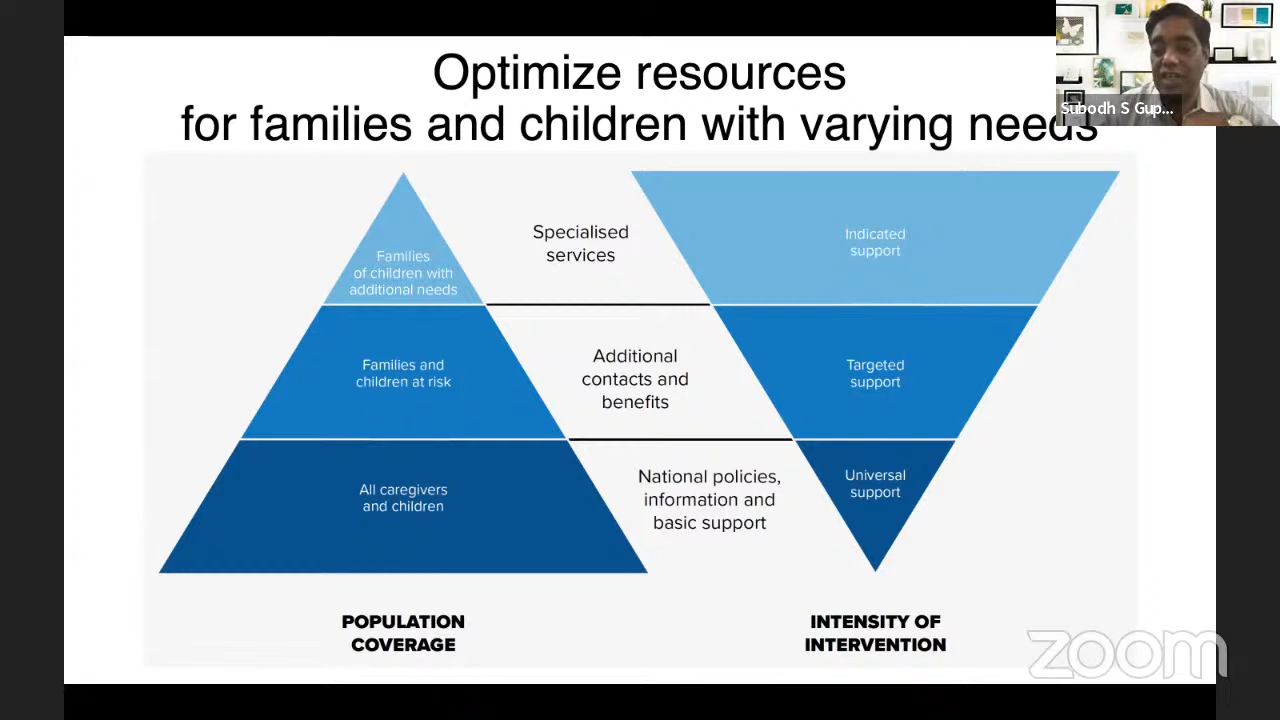 Optimize resources
for families and children with varying needs
Subodh S Gup...
Families
of children with
additional needs
Specialised
services
Indicated
support
Families and
children at risk
Additional
contacts and
benefits
Targeted
support
All caregivers
and children
National policies,
information and
basic support
Universal
support
POPULATION
COVERAGE
INTENSITY OF
INTERVENTION
zoom